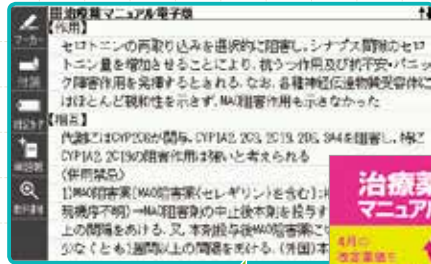 治療薬マニュアル電子版
【作用】
セロトニンの再取り込みを選択的に阻害し、シナプス間隙のセロ
トニン量を増加させることにより、抗うつ作用及び抗不安・パニッ
ク障害作用を発揮するとされる。なお、各種神経伝達物質受容体に
はほとんど親和性を示さず、MAO阻害作用も示さなかった
【相互】
代謝にはCYP2D6が関与、CYP1A2、2C9、2C19、2D6、3A4を阻害し、特に
CYP1A2、2C19の阻害作用は強いと考えられる
〈併用禁忌〉
1)MAO阻害薬[MAO阻害薬(セレギリンを含む):
発現機序不明)→MAO阻害剤の中止後本剤を投与す
上の間隔をあける。又、本剤投与後MAO阻害薬に
少なくとも1週間以上の間隔をあける。(外国)本
マーカー
付箋
治療薬
マニュアル
4月の